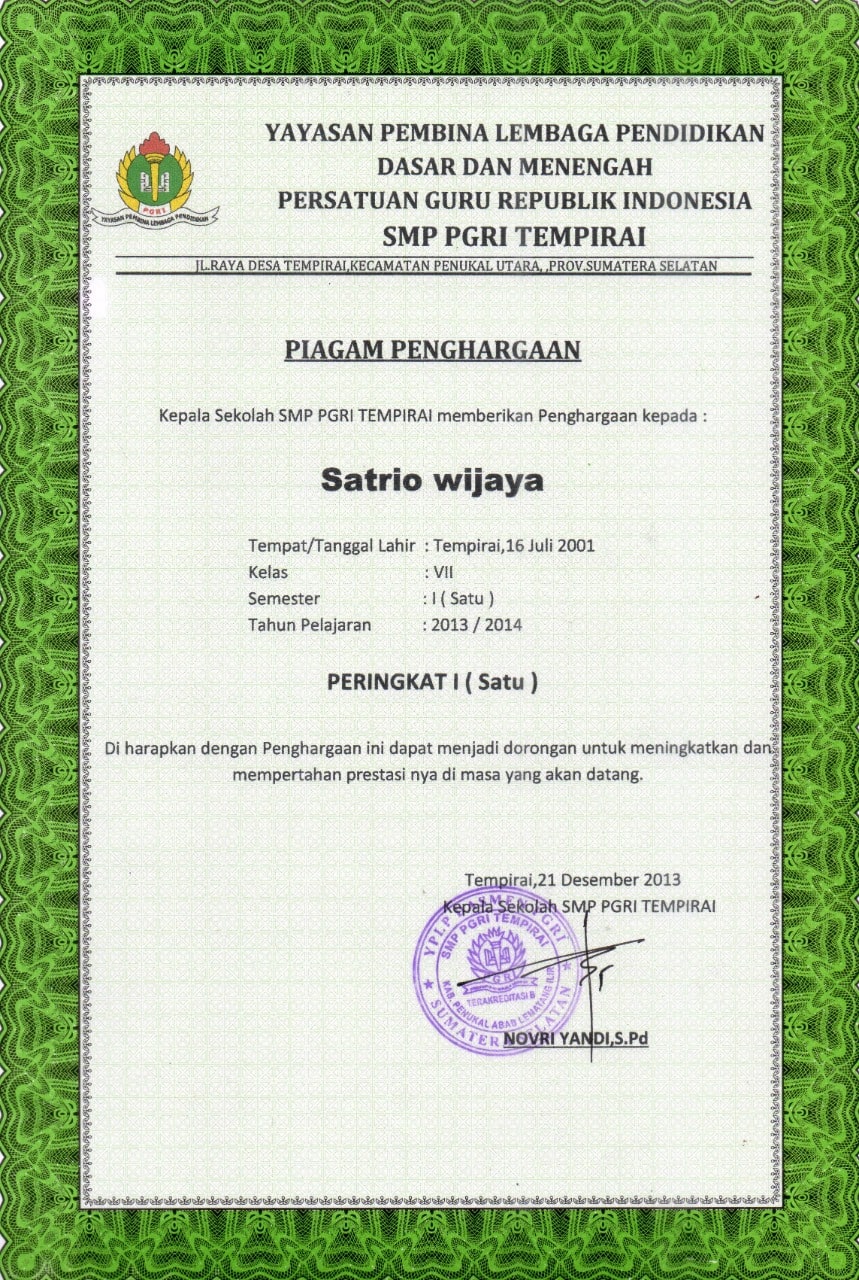 YAYASAN PEMBINA LEMBAGA PENDIDIKAN
DASAR DAN MENENGAH
PERSATUAN GURU REPUBLIK INDONESIA
SMP PGRI TEMPIRAI
PGRI
YAYASAN PEMBINA LEMBAGA PENDIDIKAN
JL.RAYA DESA TEMPIRAI,KECAMATAN PENUKAL UTARA, ,PROV.SUMATERA SELATAN
PIAGAM PENGHARGAAN
Kepala Sekolah SMP PGRI TEMPIRAI memberikan Penghargaan kepada :
Satrio wijaya
Tempat/Tanggal Lahir : Tempirai,16 Juli 2001
Kelas : VII
Semester : I ( Satu )
Tahun Pelajaran : 2013 / 2014
PERINGKAT I ( Satu )
Di harapkan dengan Penghargaan ini dapat menjadi dorongan untuk meningkatkan dan
mempertahan prestasi nya di masa yang akan datang.
Tempirai,21 Desember 2013
Kepala Sekolah SMP PGRI TEMPIRAI
SMP PGRI TEMPIRAI
PGRI
TERAKREDITASI B
KAB. PENUKAL ABAB LEMATANG ILIR
SUMATERA SELATAN
NOVRI YANDI,S.Pd